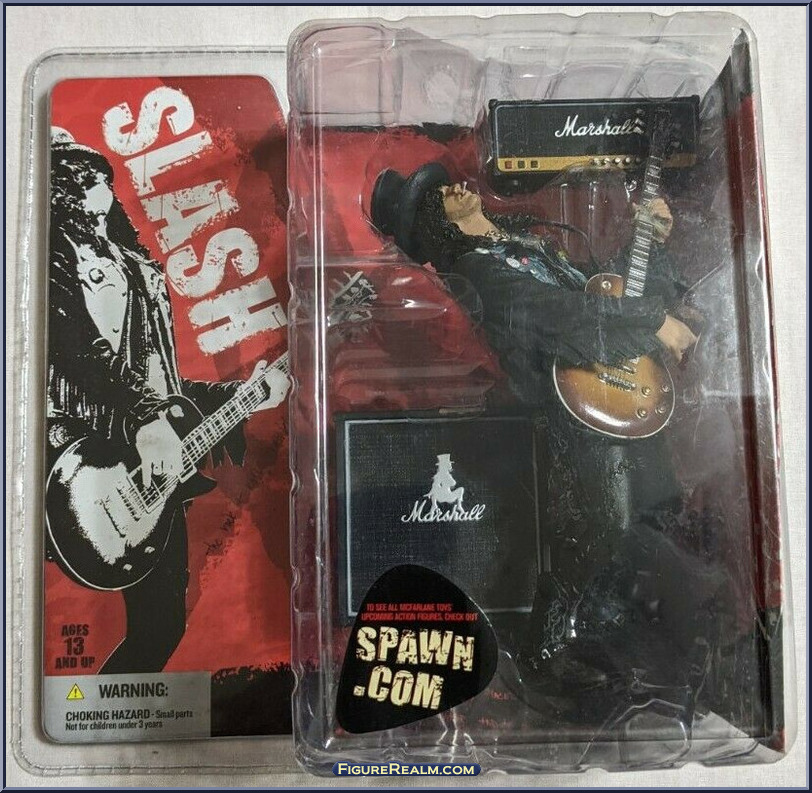 SLASH
Marshall
Marshall
TO SEE ALL MCFARLANE TOYS'
UPCOMING ACTION FIGURES, CHECK OUT
SPAWN
.COM
AGES
13
AND UP
WARNING:
CHOKING HAZARD - Small parts
Not for children under 3 years
FIGUREREALM.COM